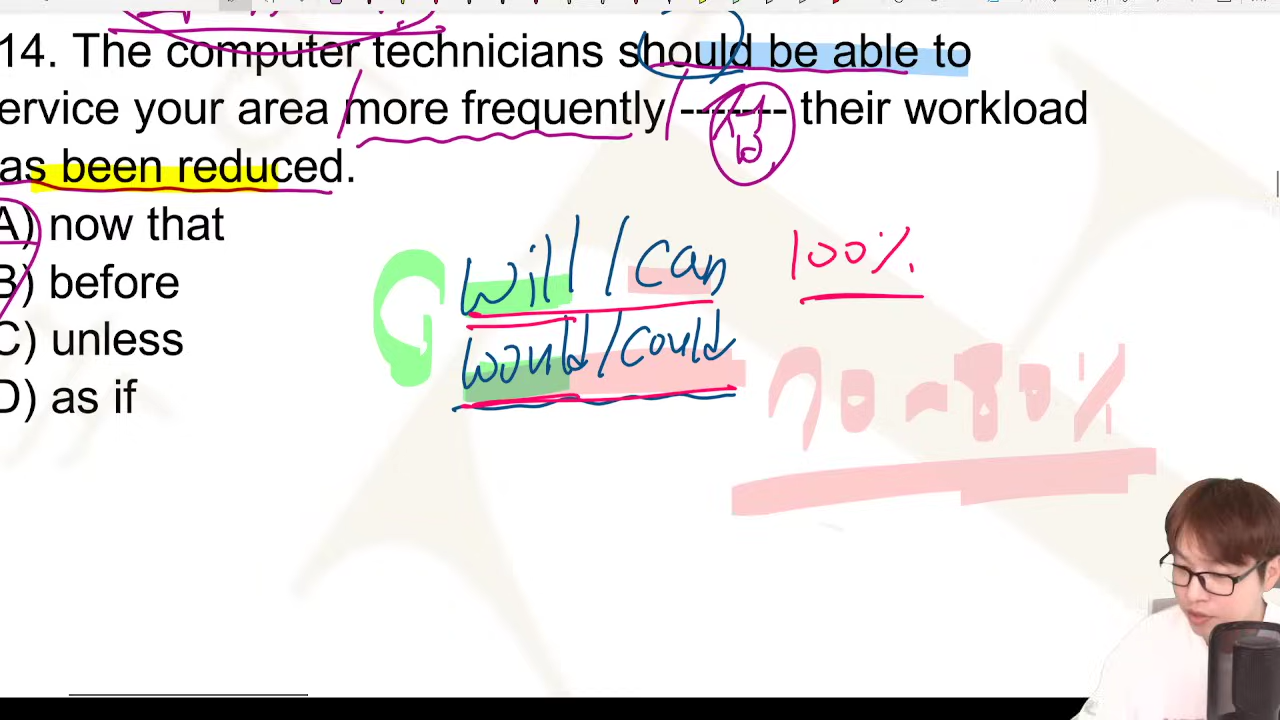 14. The computer technicians should be able to
ervice your area more frequently -------- their workload
as been reduced.
A) now that
B) before
C) unless
D) as if
will / can 100%
would / could 70-80%